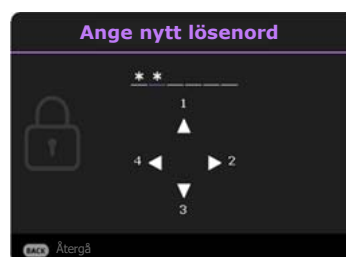 Ange nytt lösenord
* * _ _ _ _
1
4 2
3
BACK Återgå